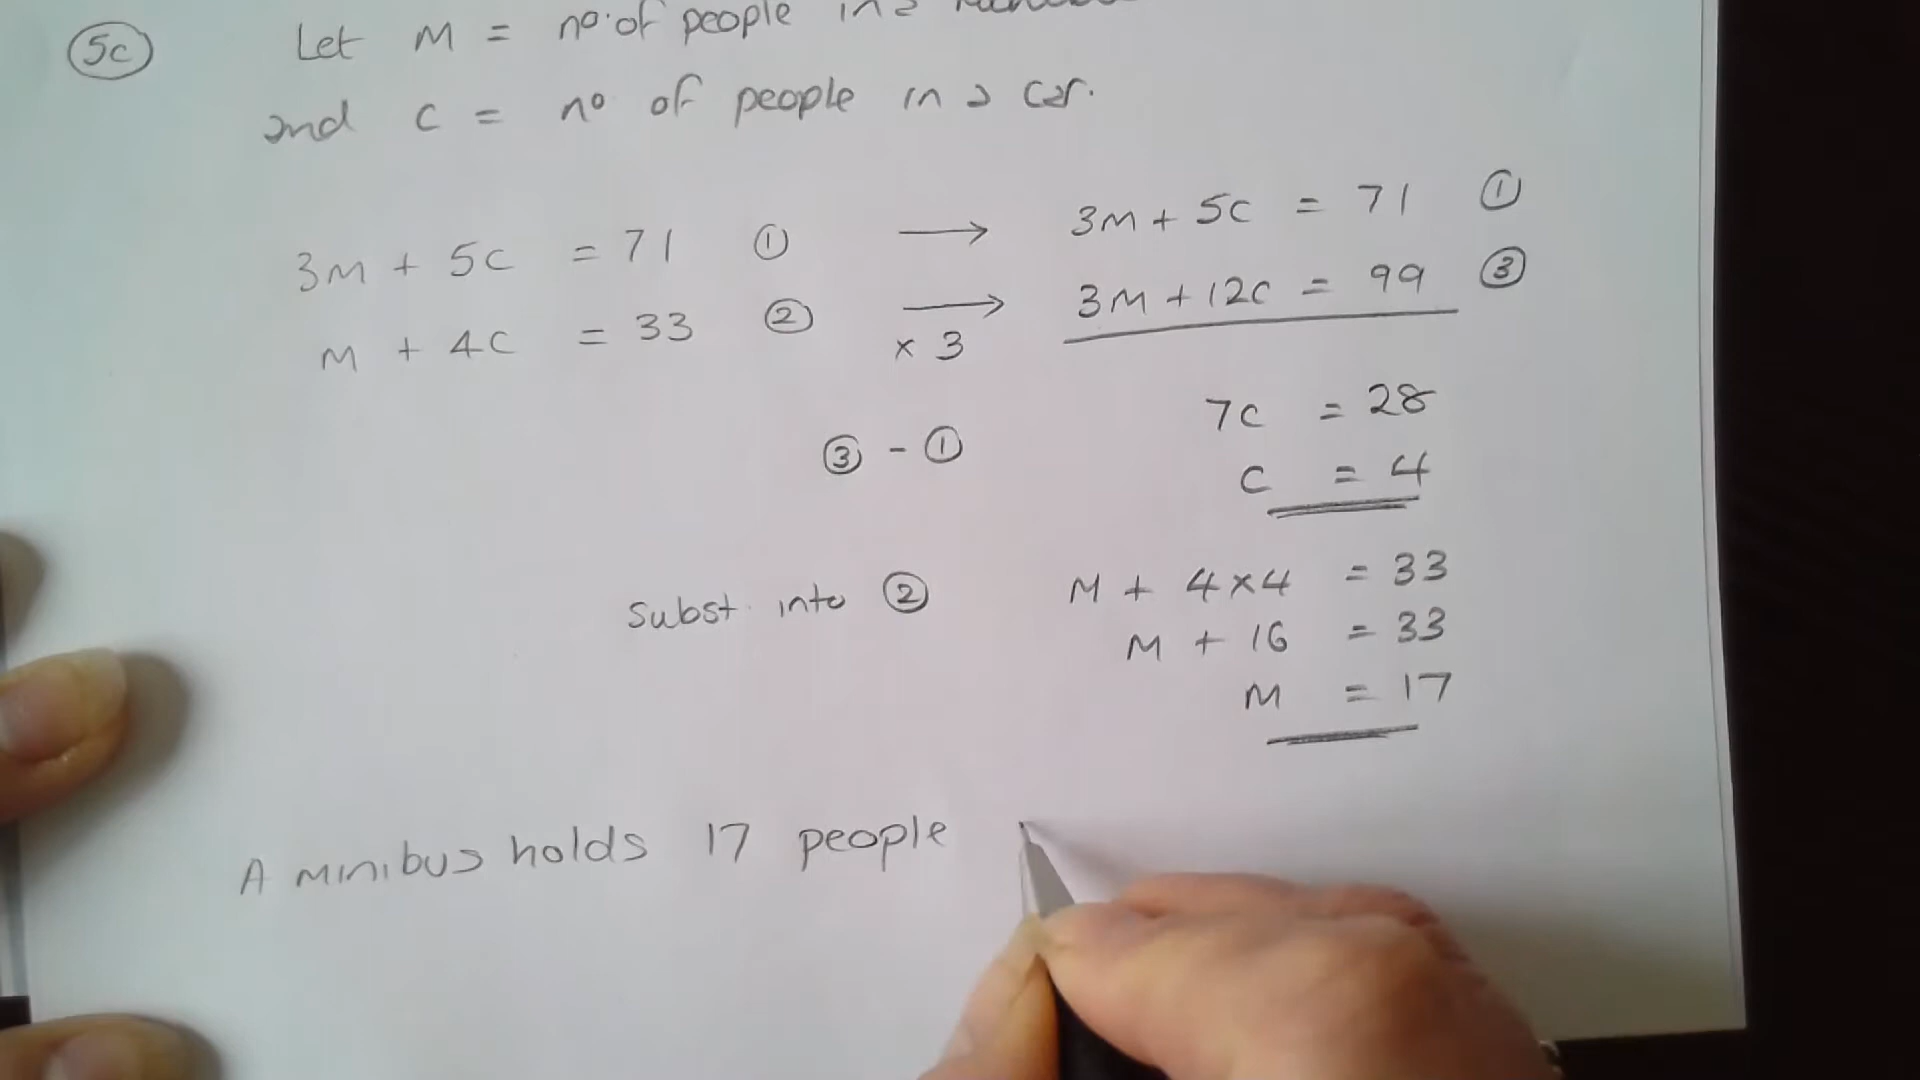 5c Let M = no. of people in a
and c = no of people in a car.
3M + 5c = 71 ① → 3M + 5c = 71 ①
M + 4c = 33 ② → × 3 3M + 12c = 99 ③
7c = 28
③ - ①
c = 4
Subst. into ② M + 4×4 = 33
M + 16 = 33
M = 17
A minibus holds 17 people